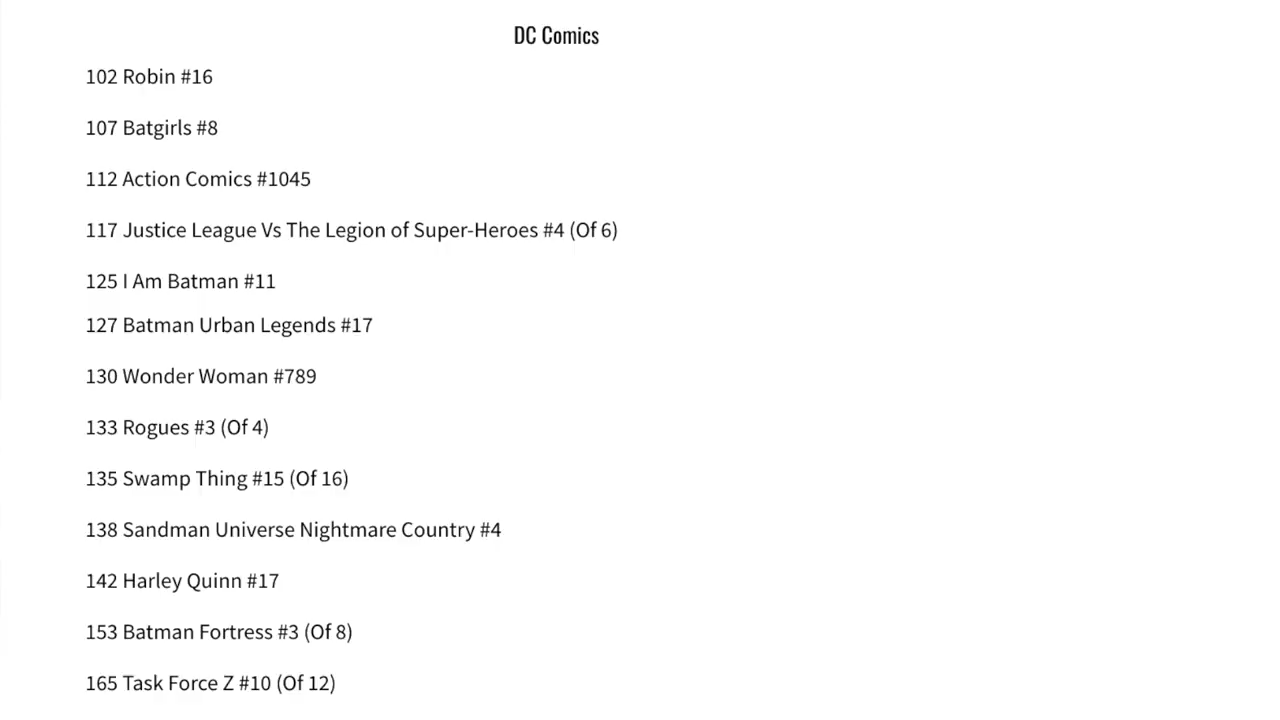 DC Comics
102 Robin #16
107 Batgirls #8
112 Action Comics #1045
117 Justice League Vs The Legion of Super-Heroes #4 (Of 6)
125 I Am Batman #11
127 Batman Urban Legends #17
130 Wonder Woman #789
133 Rogues #3 (Of 4)
135 Swamp Thing #15 (Of 16)
138 Sandman Universe Nightmare Country #4
142 Harley Quinn #17
153 Batman Fortress #3 (Of 8)
165 Task Force Z #10 (Of 12)